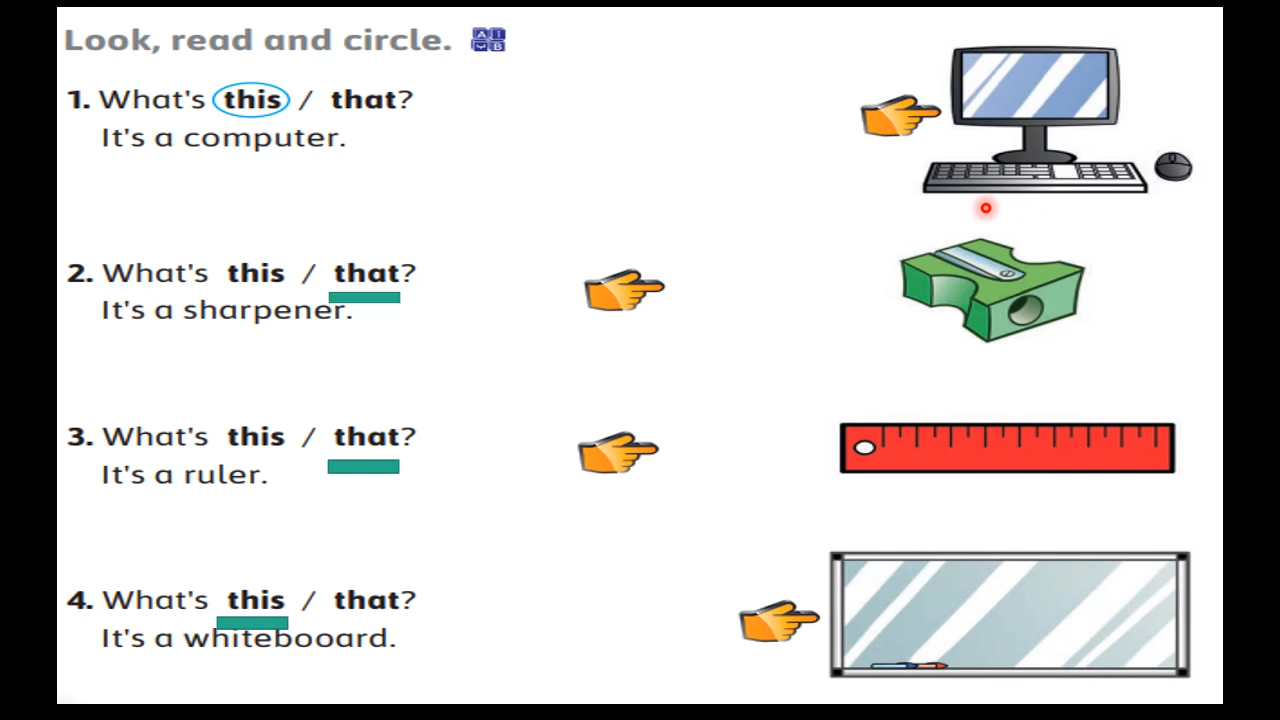 Look, read and circle.
1. What's this / that?
It's a computer.
2. What's this / that?
It's a sharpener.
3. What's this / that?
It's a ruler.
4. What's this / that?
It's a whitebooard.